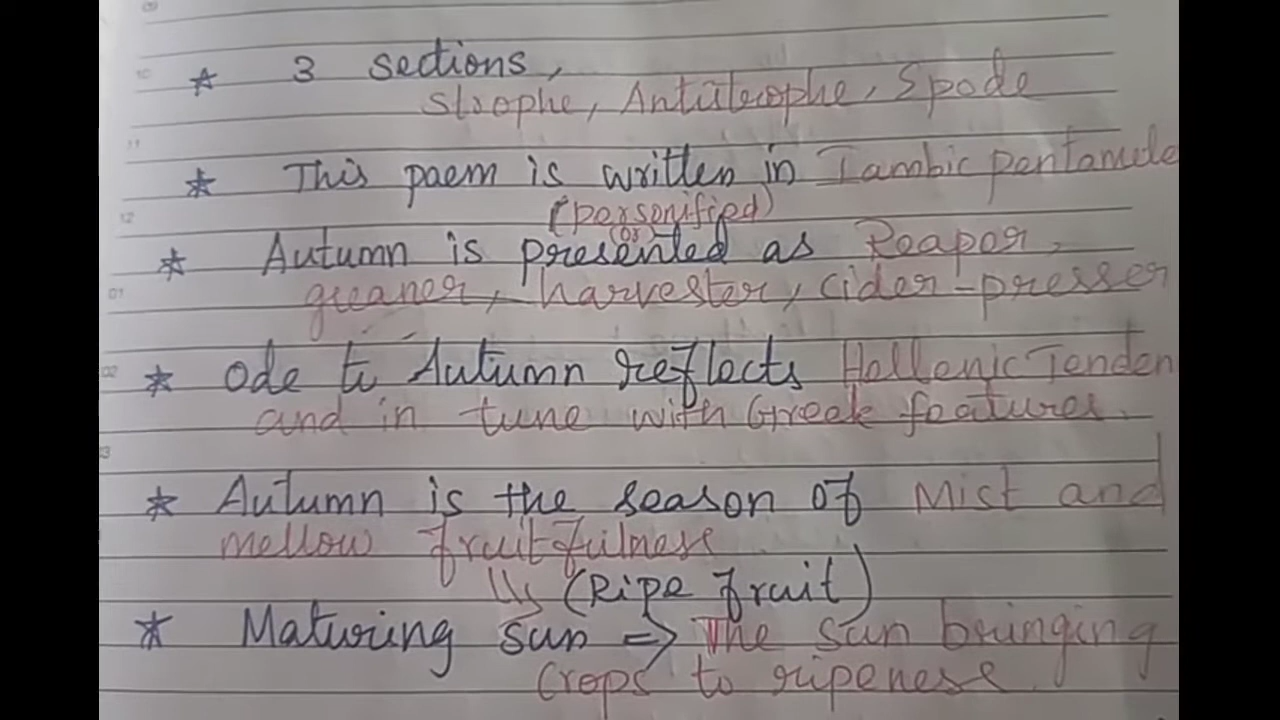 ☆ 3 sections,
Strophe, Antistrophe, Epode
☆ This paem is written in Iambic pentamete
(personified)
(or)
☆ Autumn is presented as Reaper,
gleaner, harvester, cider-presser
☆ Ode to Autumn reflects Hellenic Tenden
and in tune with Greek features.
☆ Autumn is the season of Mist and
mellow fruitfulness
↳ (Ripe fruit)
☆ Maturing sun => The sun bringing
crops to ripeness.